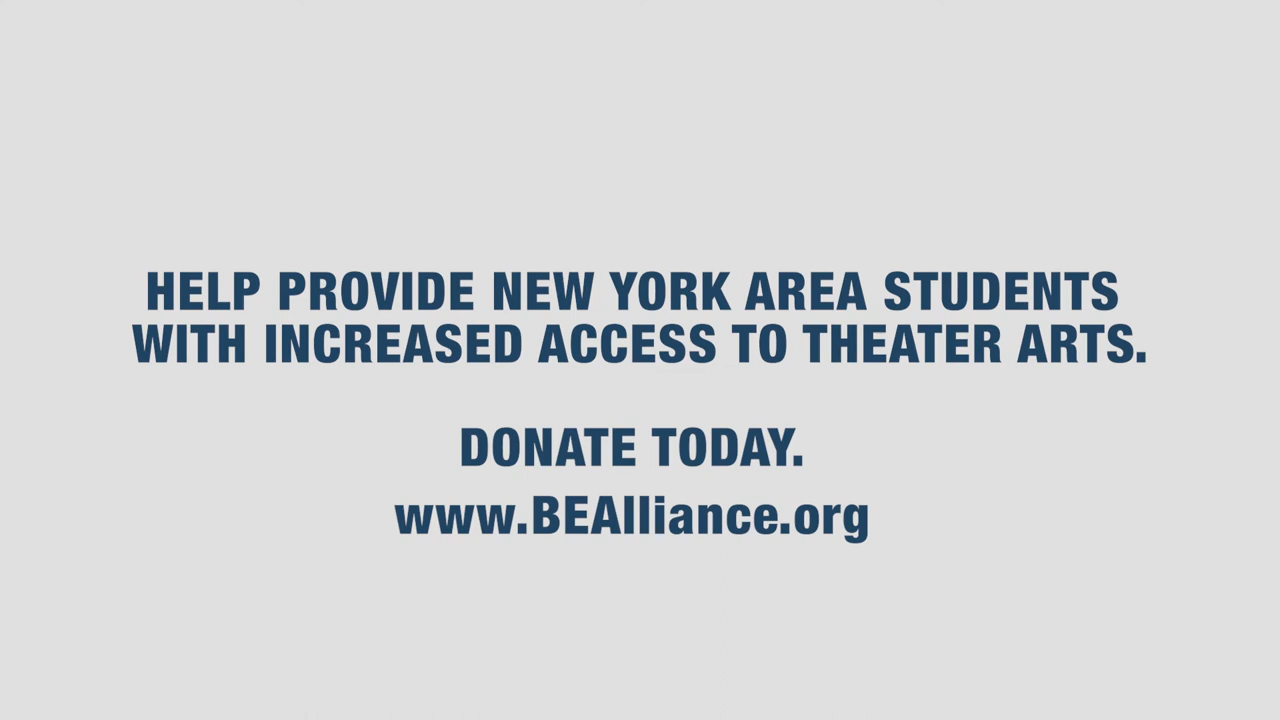 HELP PROVIDE NEW YORK AREA STUDENTS
WITH INCREASED ACCESS TO THEATER ARTS.
DONATE TODAY.
www.BEAlliance.org